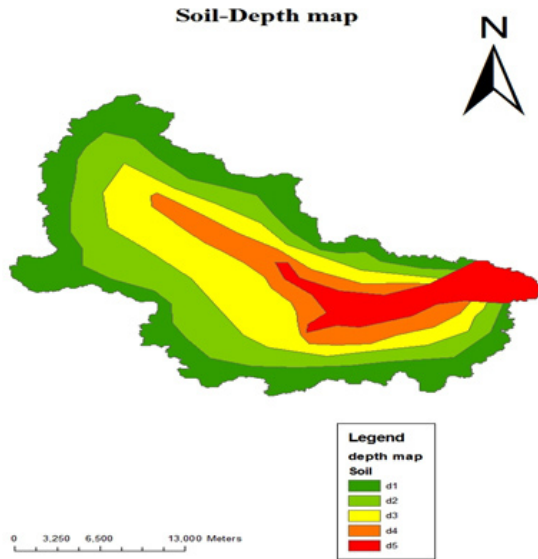 Soil-Depth map
N
Legend
depth map
Soil
d1
d2
d3
d4
d5
0 3,250 6,500 13,000 Meters